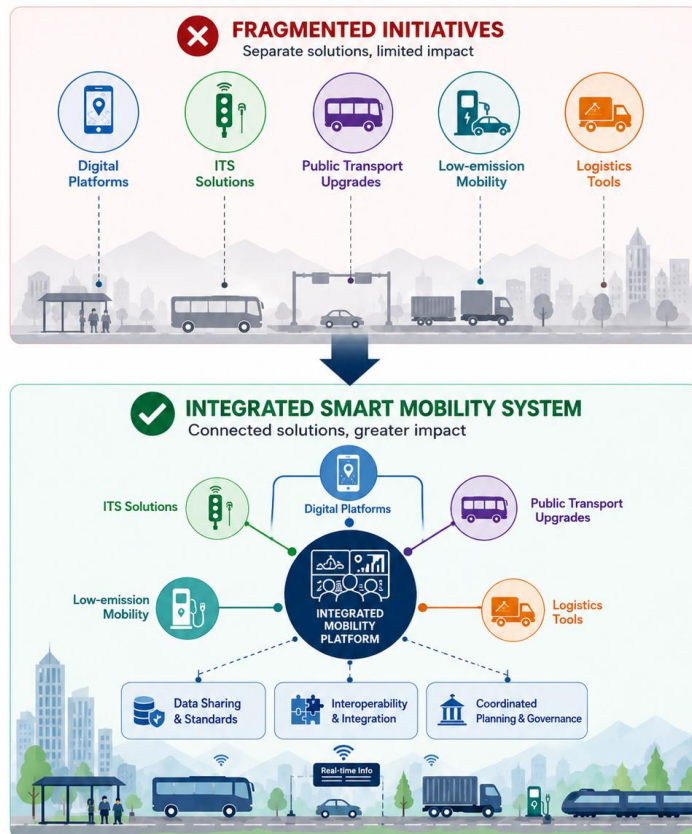 FRAGMENTED INITIATIVES
Separate solutions, limited impact
Digital
Platforms
ITS
Solutions
Public Transport
Upgrades
Low-emission
Mobility
Logistics
Tools
INTEGRATED SMART MOBILITY SYSTEM
Connected solutions, greater impact
ITS Solutions
Digital Platforms
Public Transport
Upgrades
Low-emission
Mobility
INTEGRATED
MOBILITY
PLATFORM
Logistics
Tools
Data Sharing
& Standards
Interoperability
& Integration
Coordinated
Planning & Governance
Real-time Info